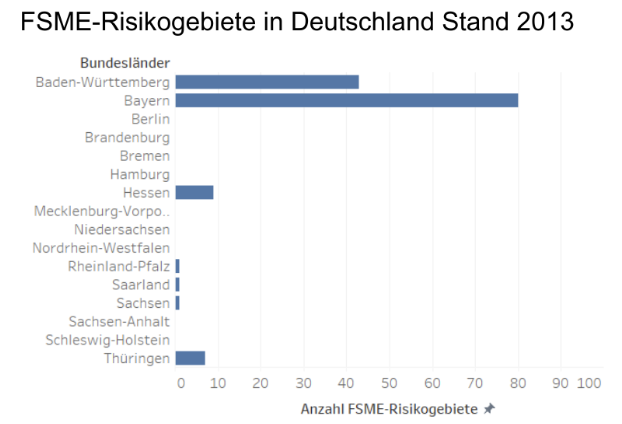 FSME-Risikogebiete in Deutschland Stand 2013
Bundesländer
Baden-Württemberg
Bayern
Berlin
Brandenburg
Bremen
Hamburg
Hessen
Mecklenburg-Vorpo..
Niedersachsen
Nordrhein-Westfalen
Rheinland-Pfalz
Saarland
Sachsen
Sachsen-Anhalt
Schleswig-Holstein
Thüringen
0 10 20 30 40 50 60 70 80 90 100
Anzahl FSME-Risikogebiete